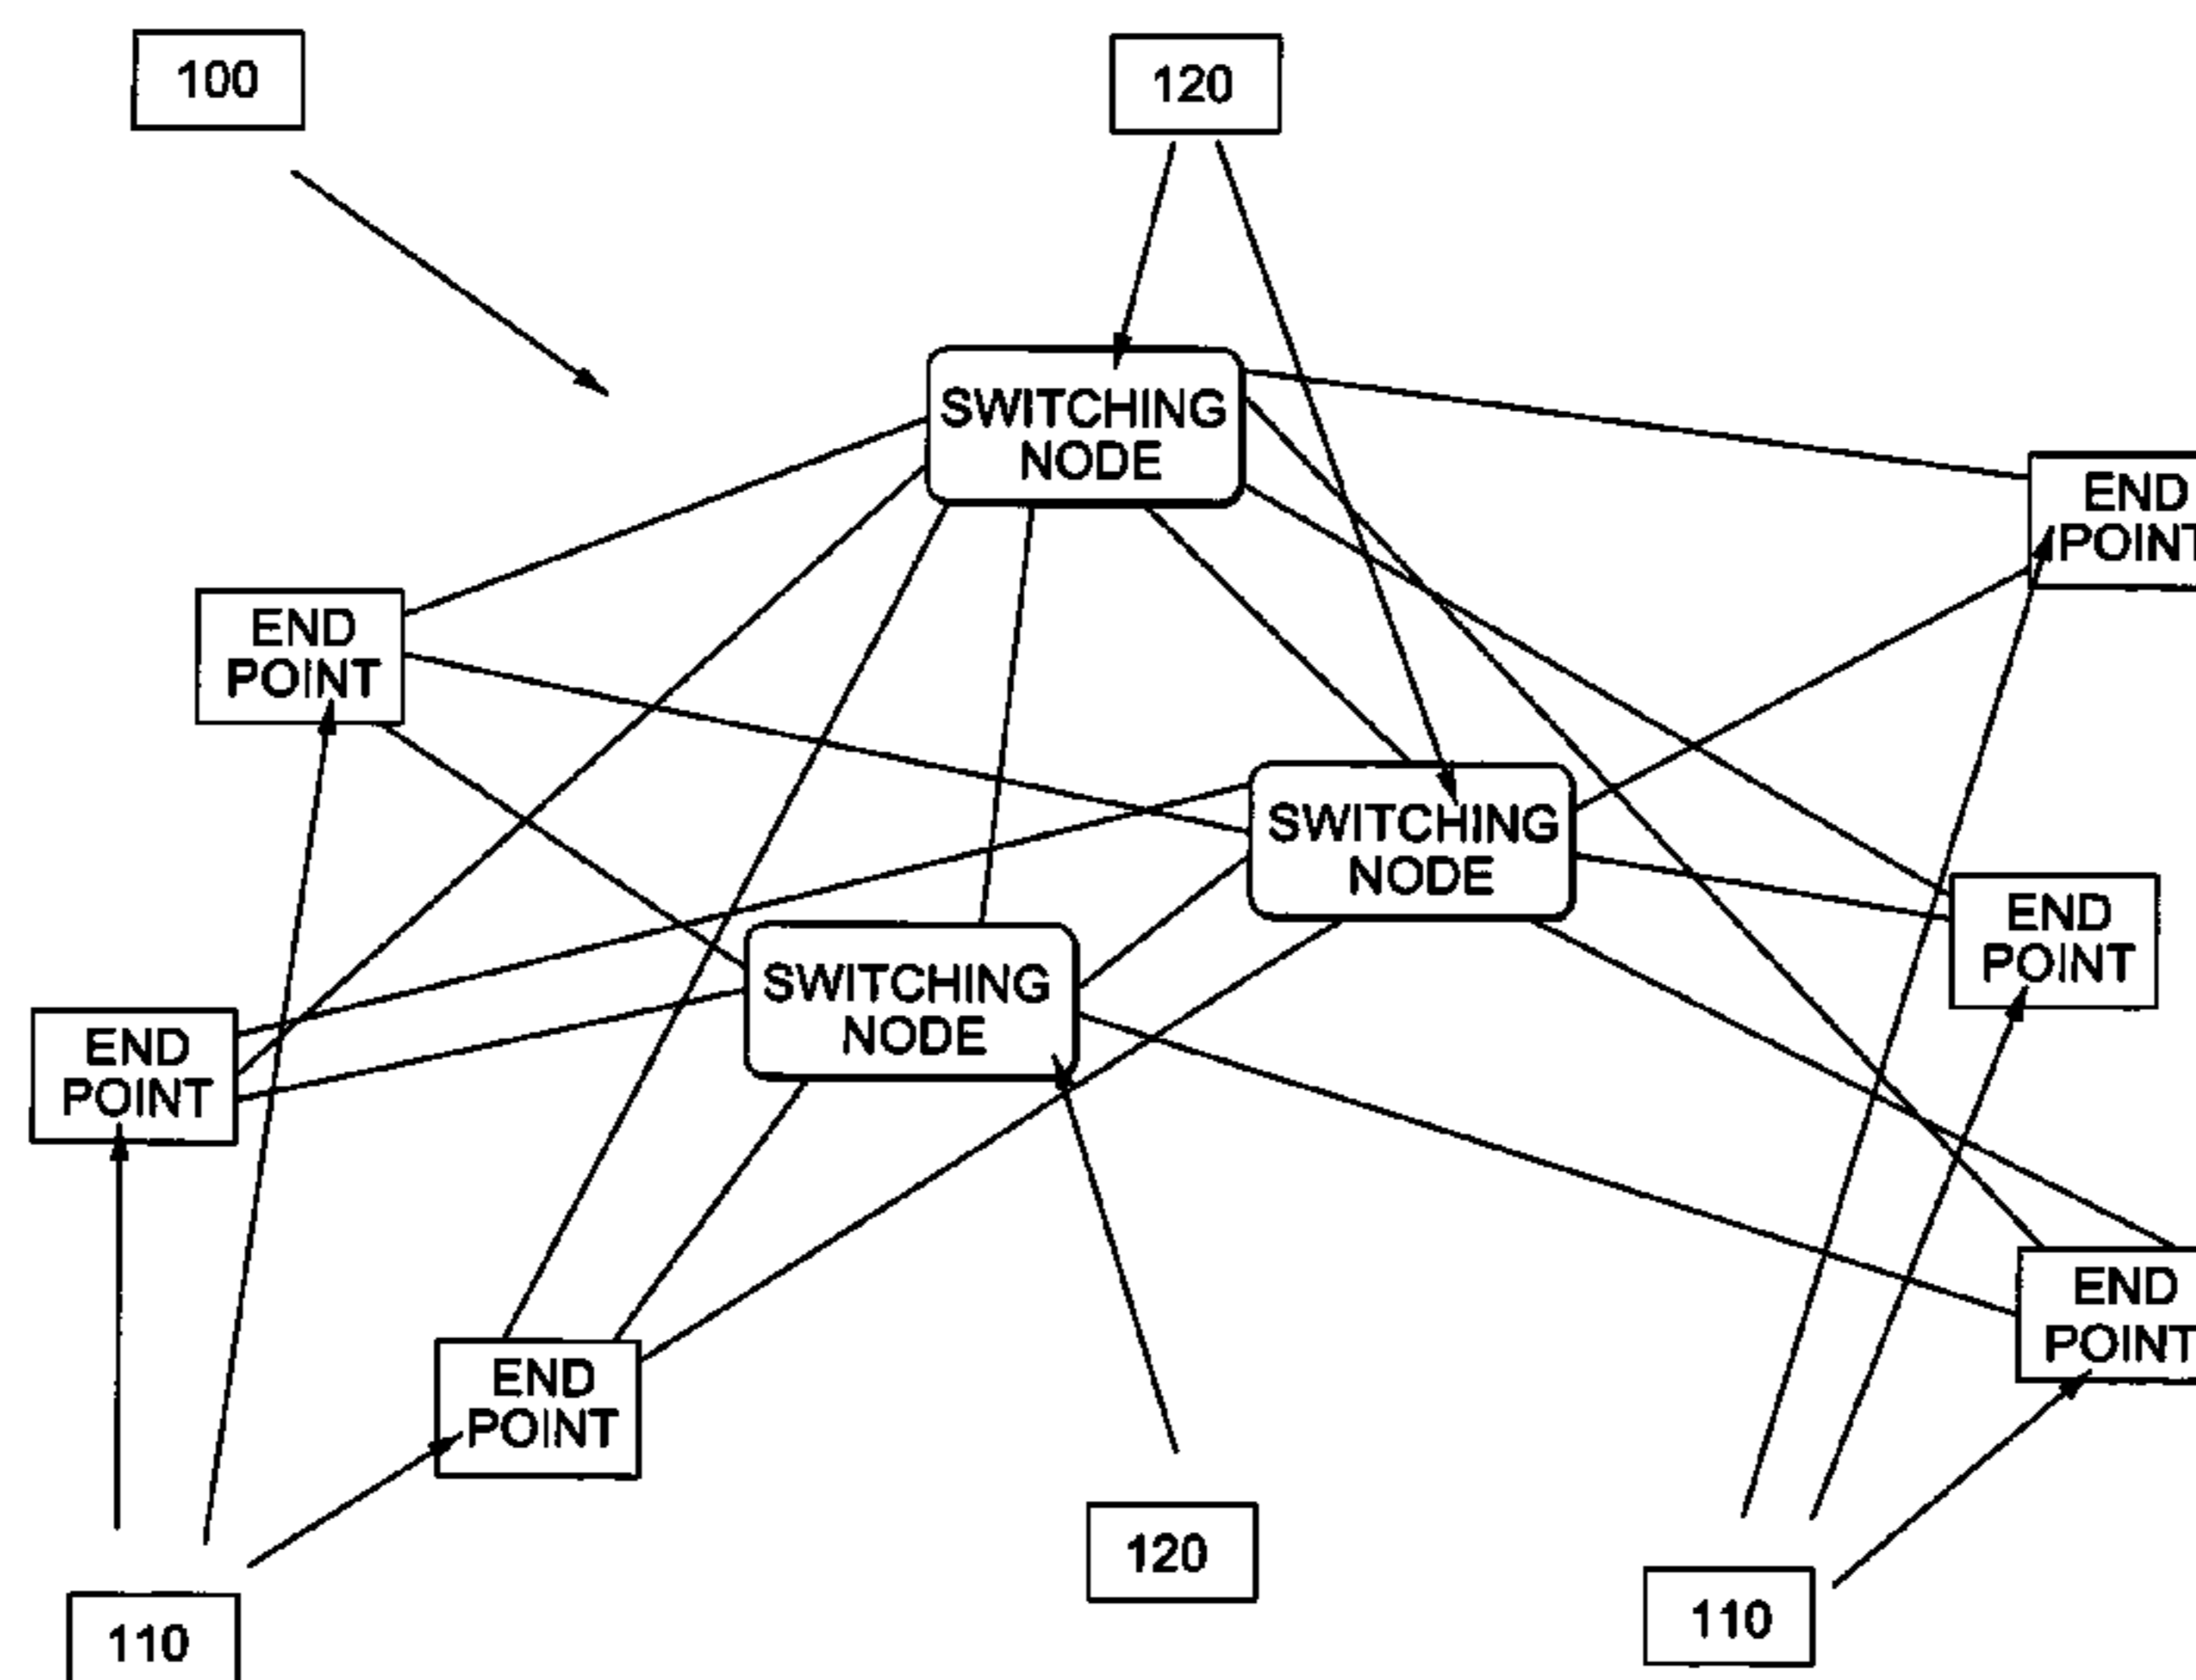 100
120
SWITCHING
NODE
END
POINT
END
POINT
SWITCHING
NODE
END
POINT
SWITCHING
NODE
END
POINT
END
POINT
END
POINT
120
110
110